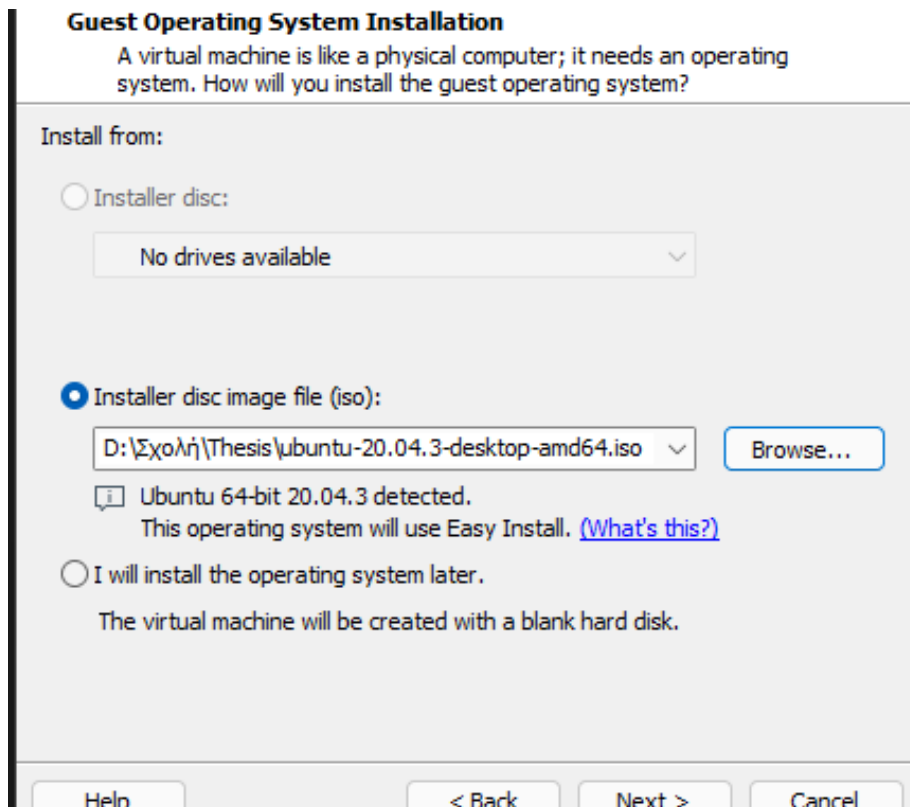 Guest Operating System Installation
A virtual machine is like a physical computer; it needs an operating
system. How will you install the guest operating system?
Install from:
Installer disc:
No drives available
Installer disc image file (iso):
D:\Σχολή\Thesis\ubuntu-20.04.3-desktop-amd64.iso
Browse...
Ubuntu 64-bit 20.04.3 detected.
This operating system will use Easy Install. (What's this?)
I will install the operating system later.
The virtual machine will be created with a blank hard disk.
Help
< Back
Next >
Cancel